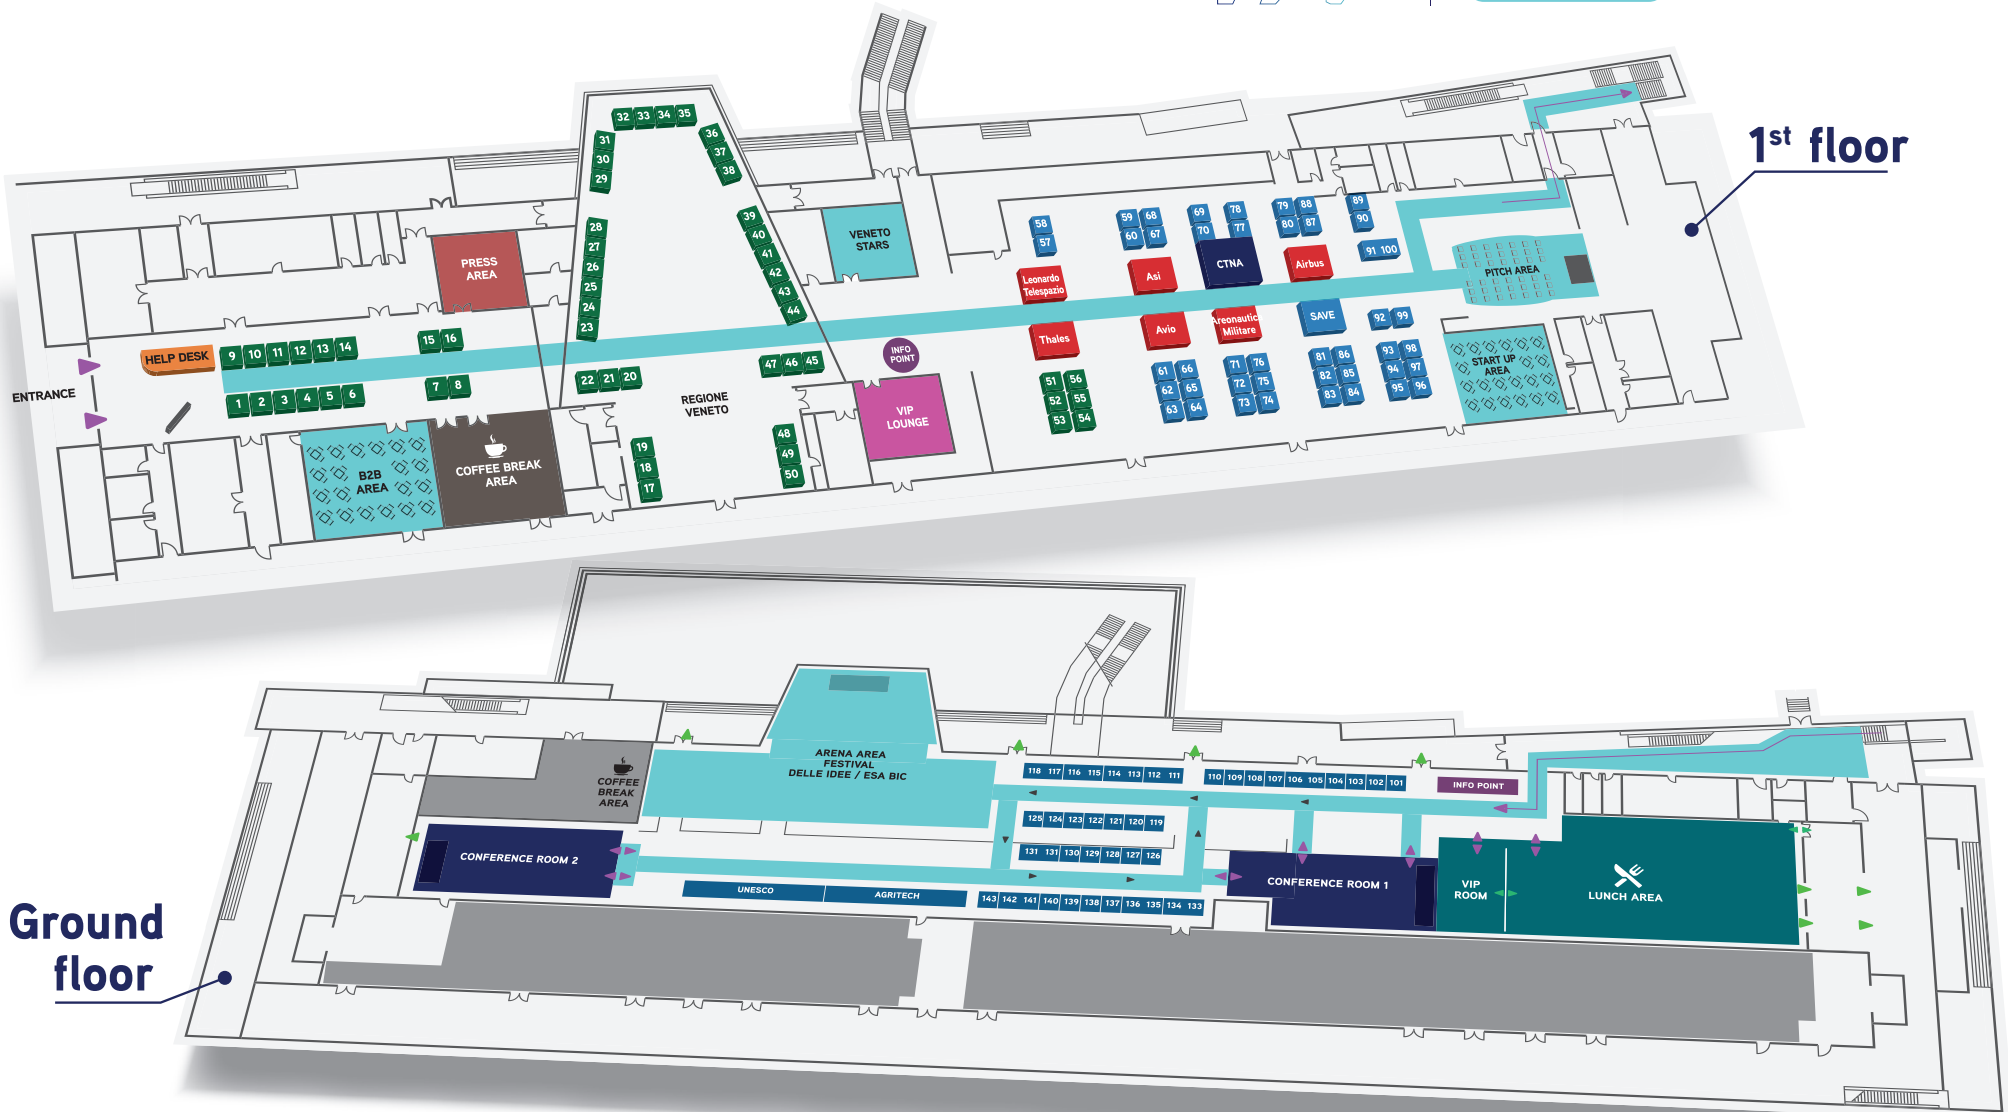 1st floor
32 33 34 35
31
30
29
36
37
38
28
27
26
25
24
23
39
40
41
42
43
44
PRESS
AREA
VENETO
STARS
HELP DESK
9 10 11 12 13 14
15 16
ENTRANCE
1 2 3 4 5 6
7 8
22 21 20
47 46 45
INFO
POINT
REGIONE
VENETO
VIP
LOUNGE
B2B
AREA
COFFEE BREAK
AREA
19
18
17
48
49
50
58
57
59 68
60 67
69 78
70 77
79 88
80 87
89
90
91 100
Leonardo
Telespazio
Asi
CTNA
Airbus
PITCH AREA
Thales
Avio
Areonautica
Militare
SAVE
92 99
51 56
52 55
53 54
61 66
62 65
63 64
71 76
72 75
73 74
81 86
82 85
83 84
93 98
94 97
95 96
START UP
AREA
Ground
floor
ARENA AREA
FESTIVAL
DELLE IDEE / ESA BIC
COFFEE
BREAK
AREA
118 117 116 115 114 113 112 111
110 109 108 107 106 105 104 103 102 101
INFO POINT
125 124 123 122 121 120 119
131 131 130 129 128 127 126
CONFERENCE ROOM 2
UNESCO
AGRITECH
143 142 141 140 139 138 137 136 135 134 133
CONFERENCE ROOM 1
VIP
ROOM
LUNCH AREA